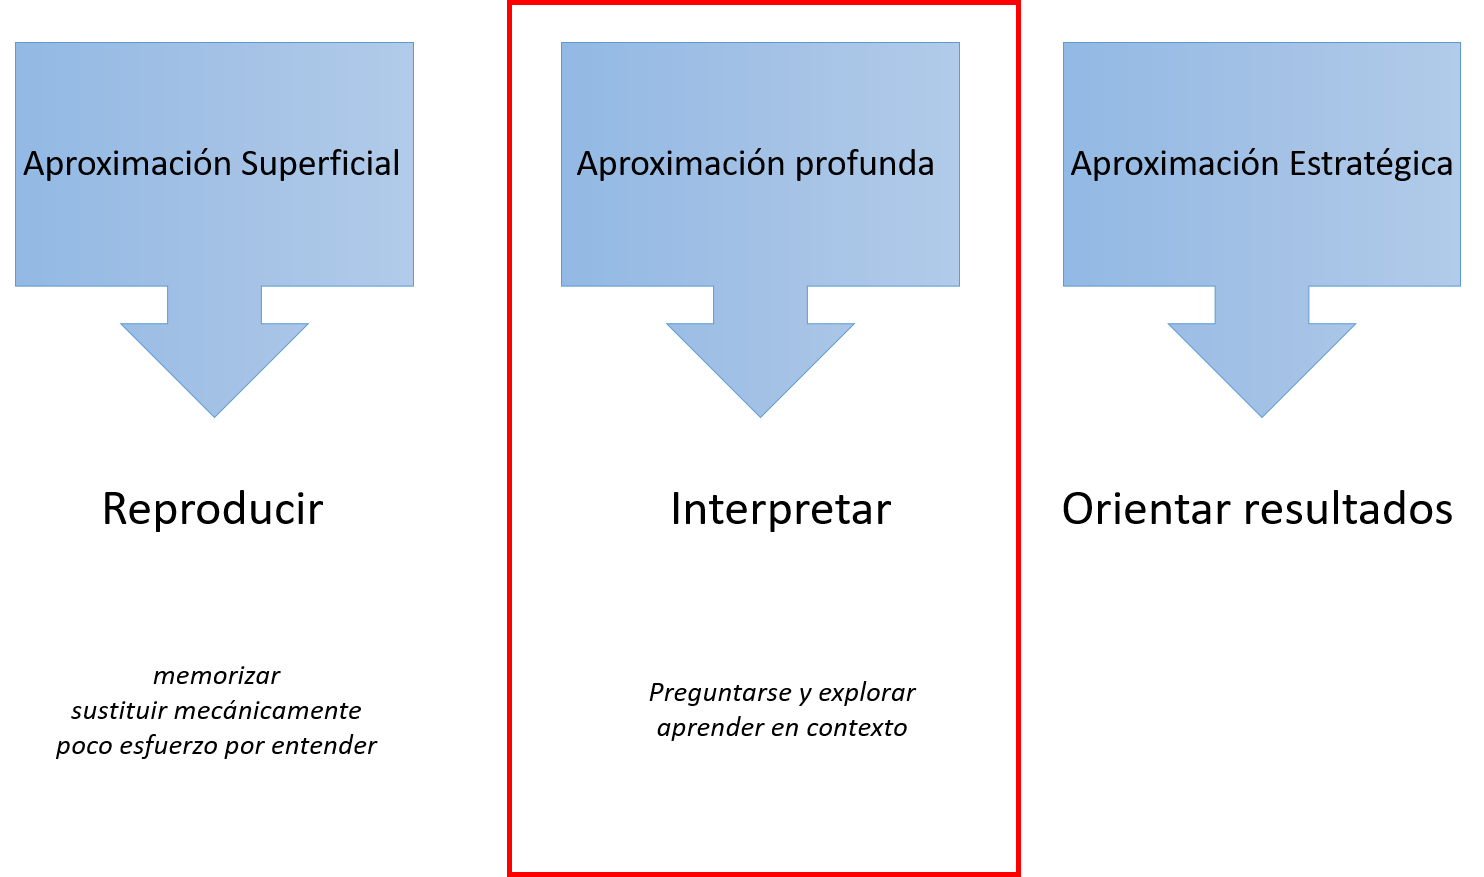 Aproximación Superficial
Aproximación profunda
Aproximación Estratégica
Reproducir
Interpretar
Orientar resultados
memorizar
sustituir mecánicamente
poco esfuerzo por entender
Preguntarse y explorar
aprender en contexto